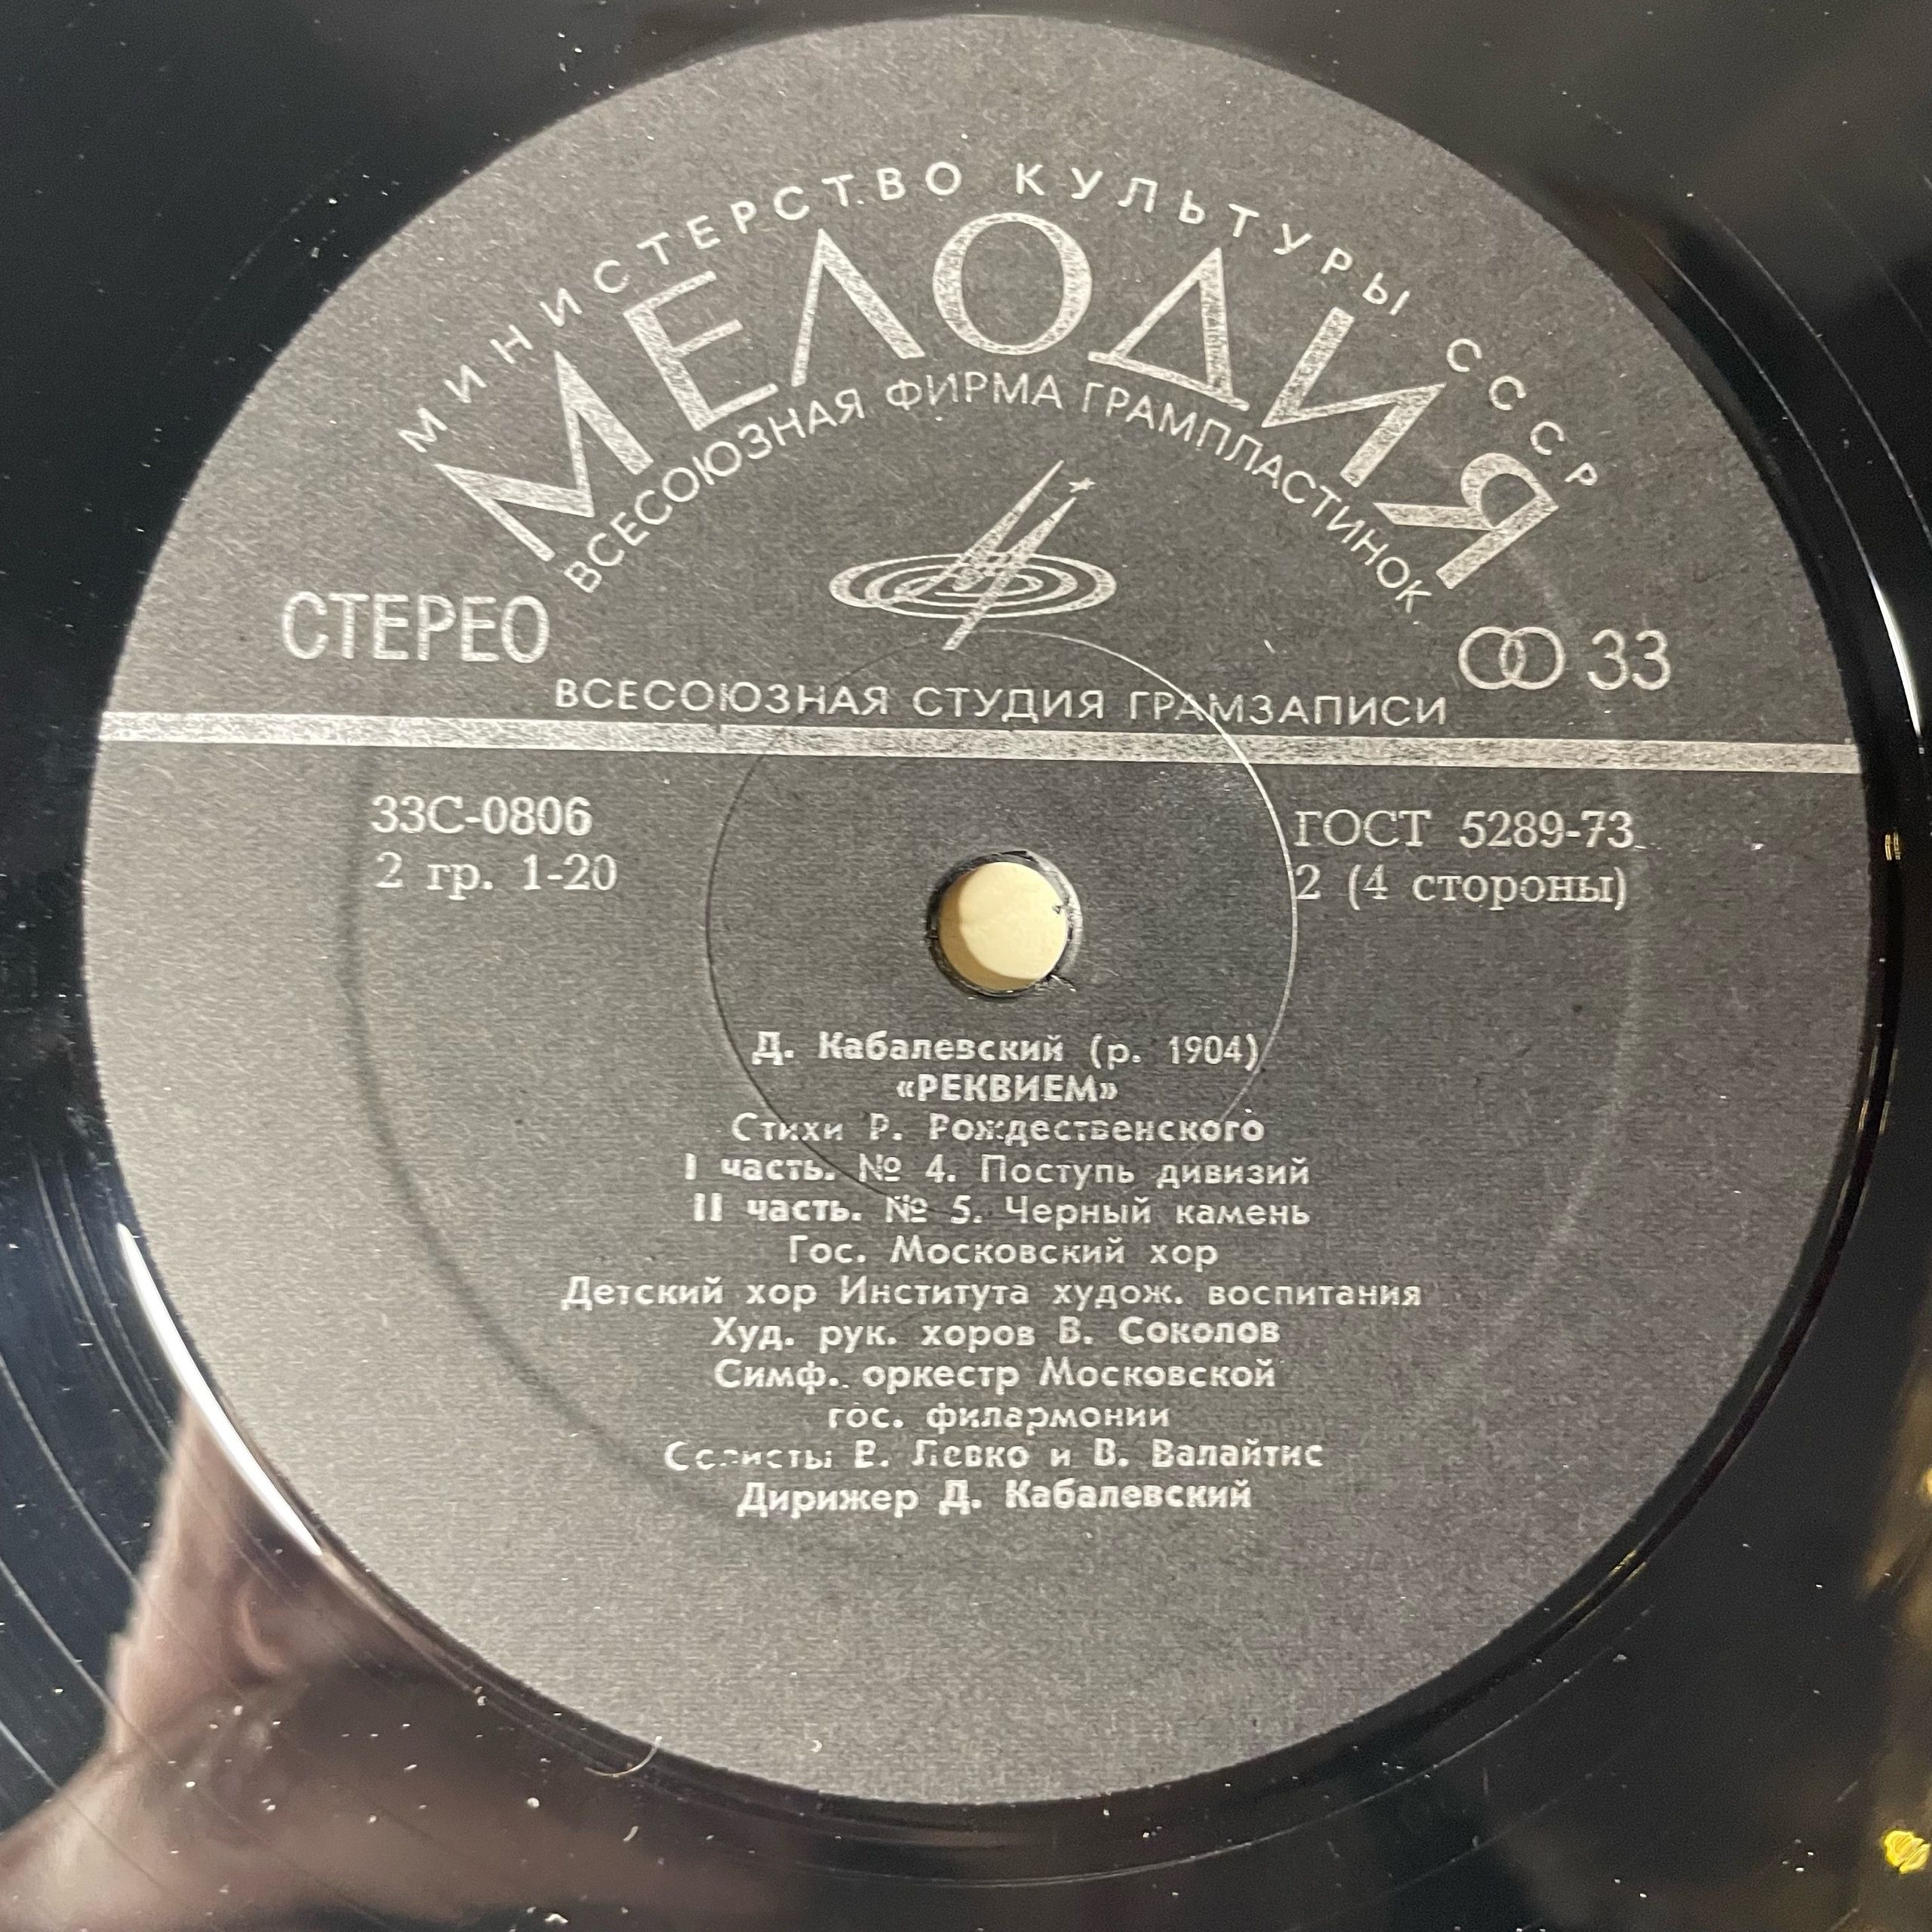 МИНИСТЕРСТВО КУЛЬТУРЫ СССР
МЕЛОДИЯ
ВСЕСОЮЗНАЯ ФИРМА ГРАМПЛАСТИНОК
СТЕРЕО
33
ВСЕСОЮЗНАЯ СТУДИЯ ГРАМЗАПИСИ
33С-0806
ГОСТ 5289-73
2 гр. 1-20
2 (4 стороны)
Д. Кабалевский (р. 1904)
«РЕКВИЕМ»
Стихи Р. Рождественского
I часть. № 4. Поступь дивизий
II часть. № 5. Черный камень
Гос. Московский хор
Детский хор Института худож. воспитания
Худ. рук. хоров В. Соколов
Симф. оркестр Московской
гос. филармонии
Солисты В. Левко и В. Валайтис
Дирижер Д. Кабалевский